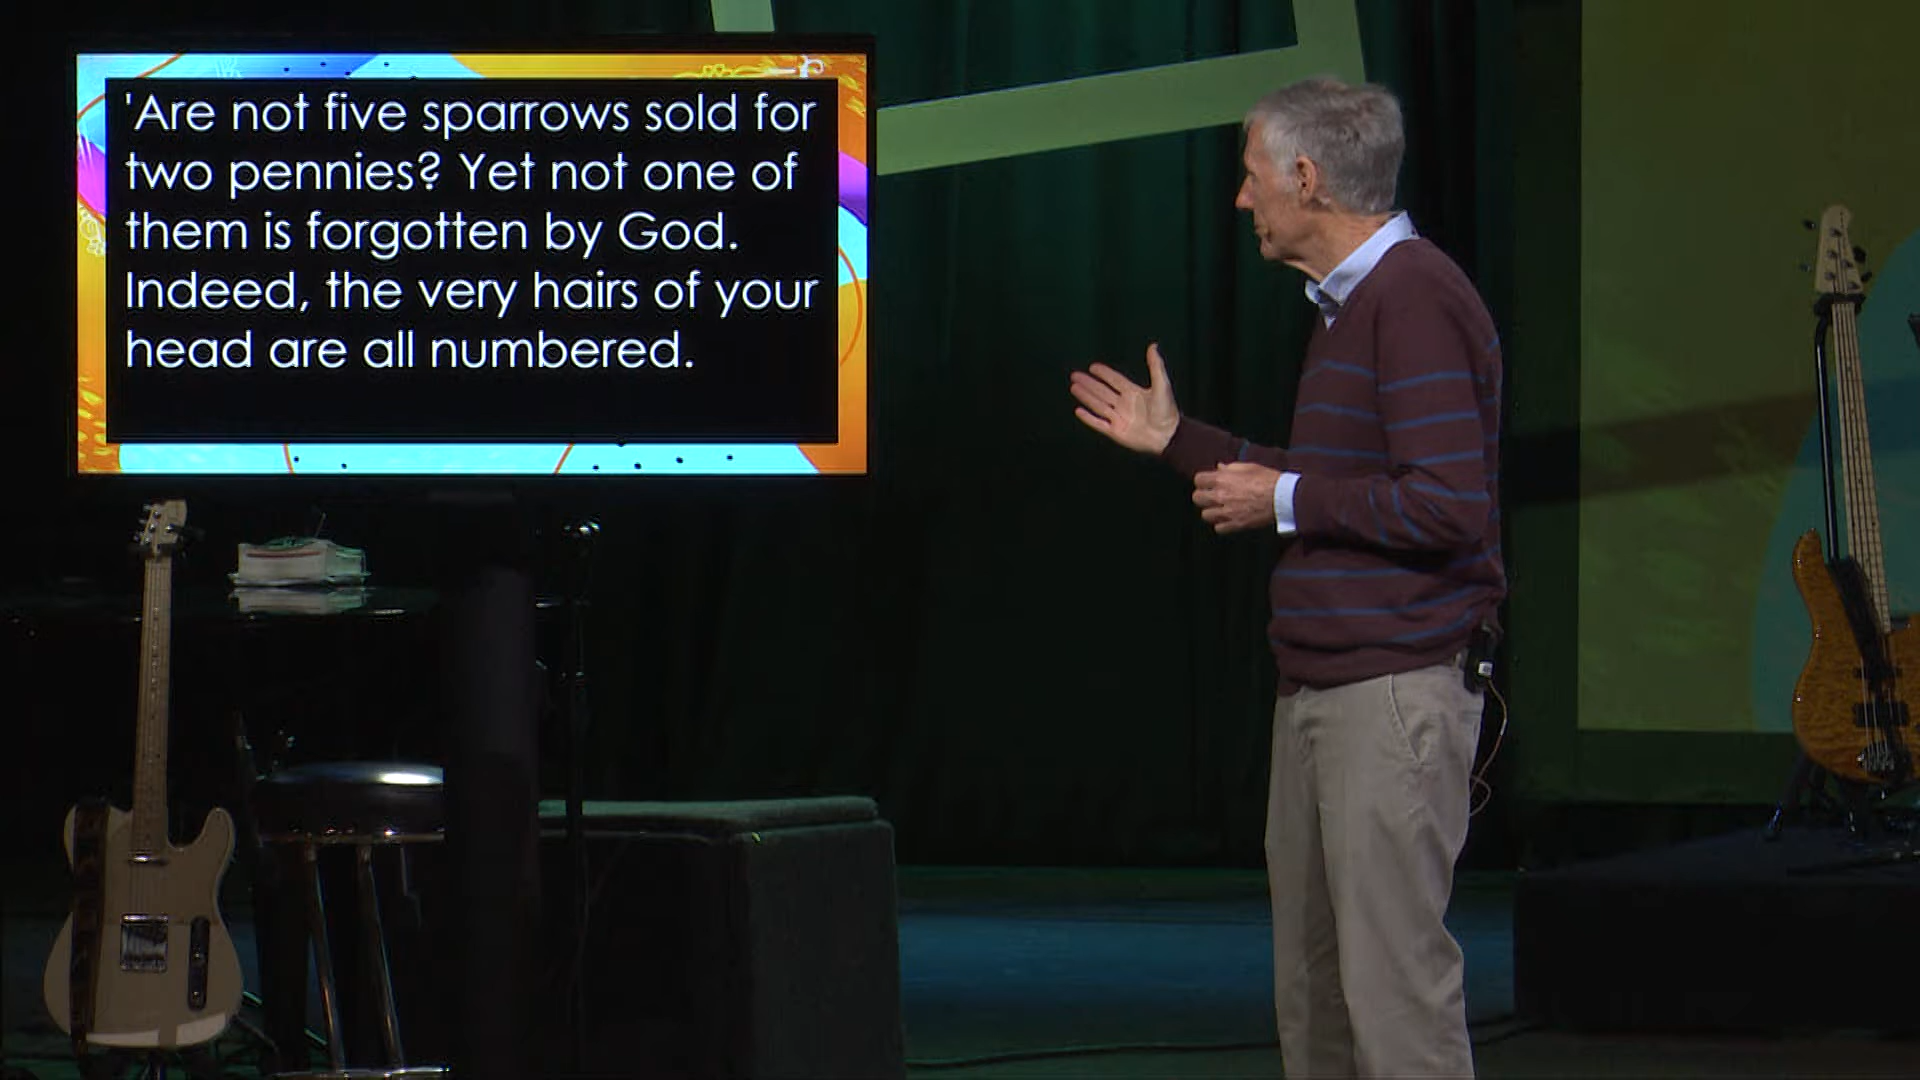 'Are not five sparrows sold for
two pennies? Yet not one of
them is forgotten by God.
Indeed, the very hairs of your
head are all numbered.